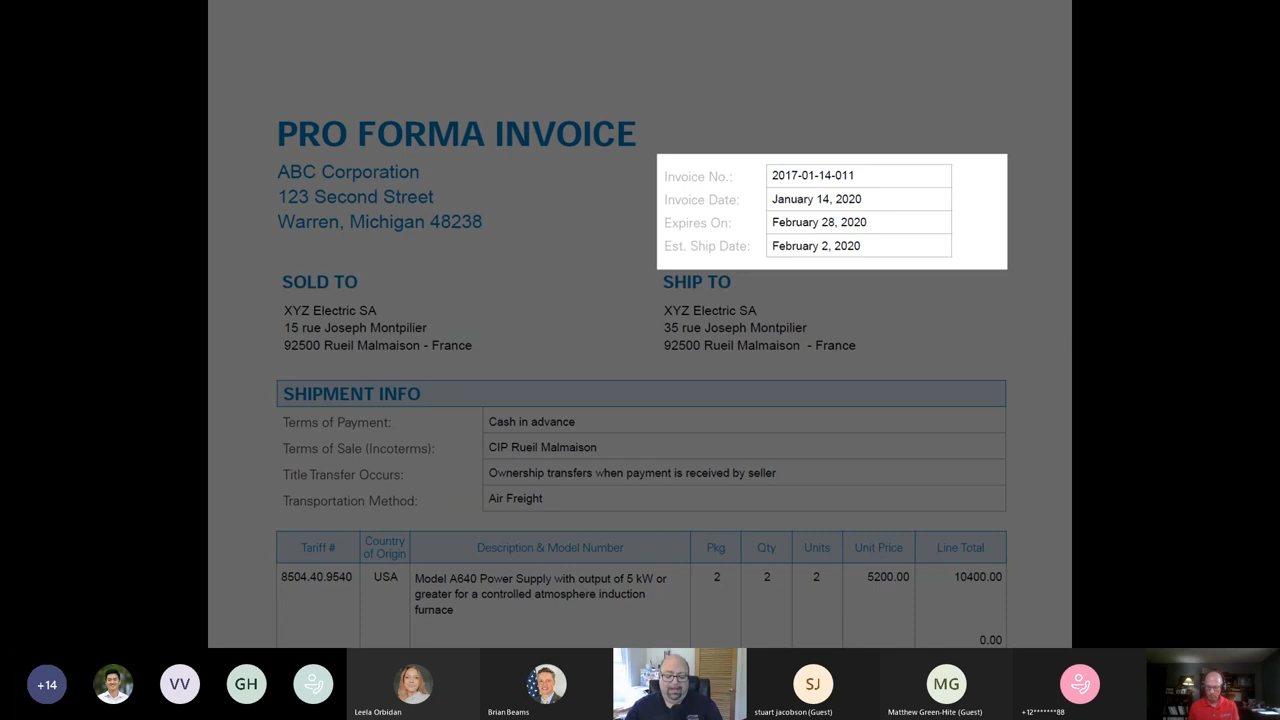 PRO FORMA INVOICE
ABC Corporation
123 Second Street
Warren, Michigan 48238
Invoice No.: 2017-01-14-011
Invoice Date: January 14, 2020
Expires On: February 28, 2020
Est. Ship Date: February 2, 2020
SOLD TO
XYZ Electric SA
15 rue Joseph Montpilier
92500 Rueil Malmaison - France
SHIP TO
XYZ Electric SA
35 rue Joseph Montpilier
92500 Rueil Malmaison - France
SHIPMENT INFO
Terms of Payment: Cash in advance
Terms of Sale (Incoterms): CIP Rueil Malmaison
Title Transfer Occurs: Ownership transfers when payment is received by seller
Transportation Method: Air Freight
Tariff # Country of Origin Description & Model Number Pkg Qty Units Unit Price Line Total
8504.40.9540 USA Model A640 Power Supply with output of 5 kW or 2 2 2 5200.00 10400.00
greater for a controlled atmosphere induction
furnace
0.00
+14 VV GH SJ MG
Leela Orbidan Brian Beams stuart jacobson (Guest) Matthew Green-Hite (Guest) +12*******88